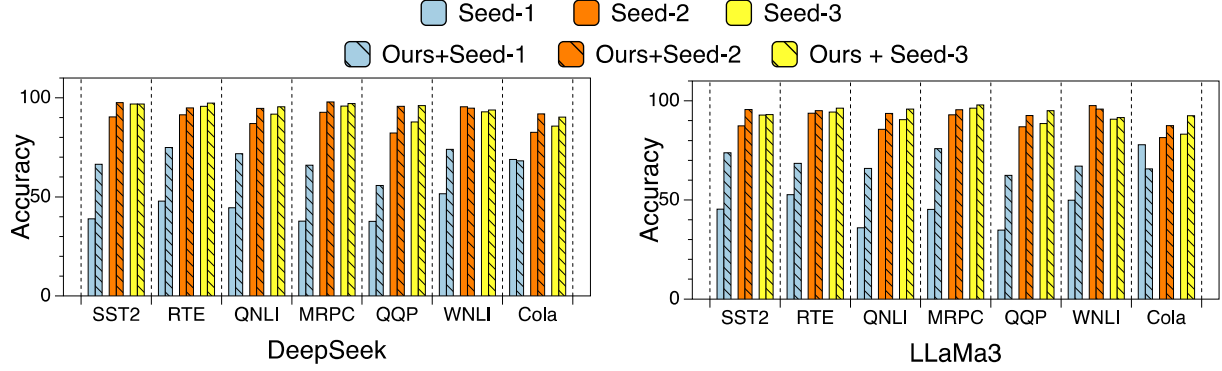 Seed-1 Seed-2 Seed-3
Ours+Seed-1 Ours+Seed-2 Ours + Seed-3
Accuracy
100
50
0
SST2 RTE QNLI MRPC QQP WNLI Cola
DeepSeek
Accuracy
100
50
0
SST2 RTE QNLI MRPC QQP WNLI Cola
LLaMa3